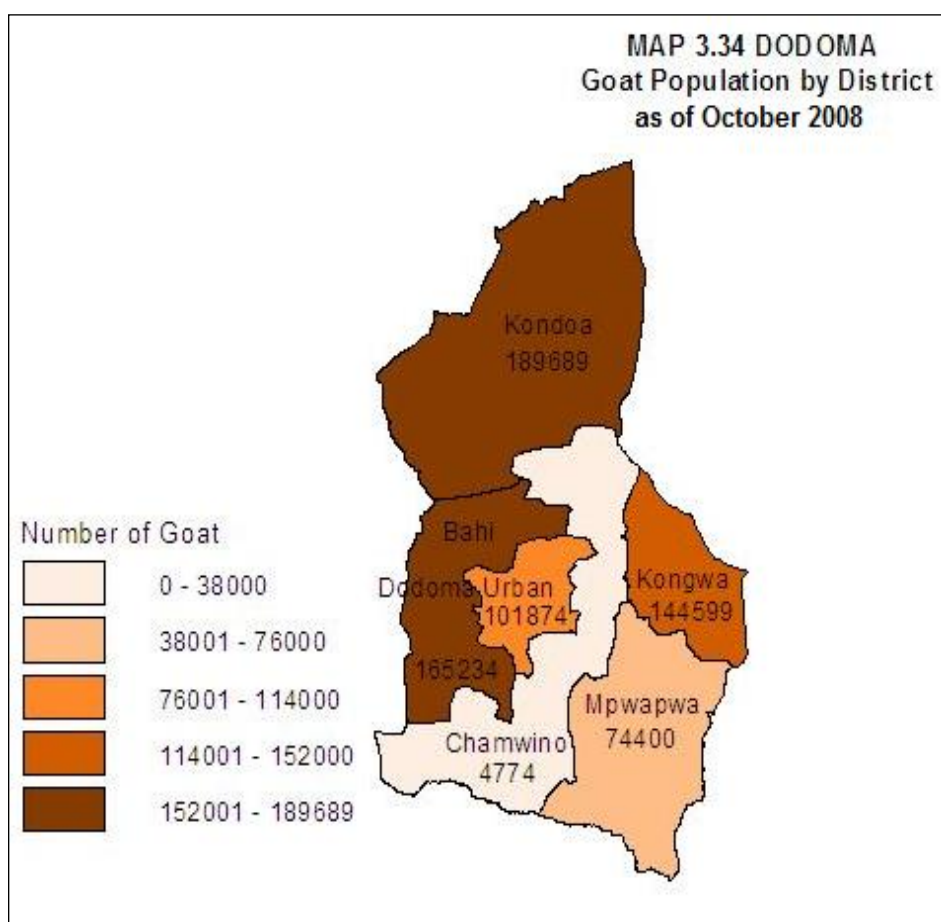 MAP 3.34 DODOMA
Goat Population by District
as of October 2008
Kondoa
189689
Bahi
Dodoma Urban
101874
165234
Kongwa
144599
Mpwapwa
74400
Chamwino
4774
Number of Goat
0 - 38000
38001 - 76000
76001 - 114000
114001 - 152000
152001 - 189689